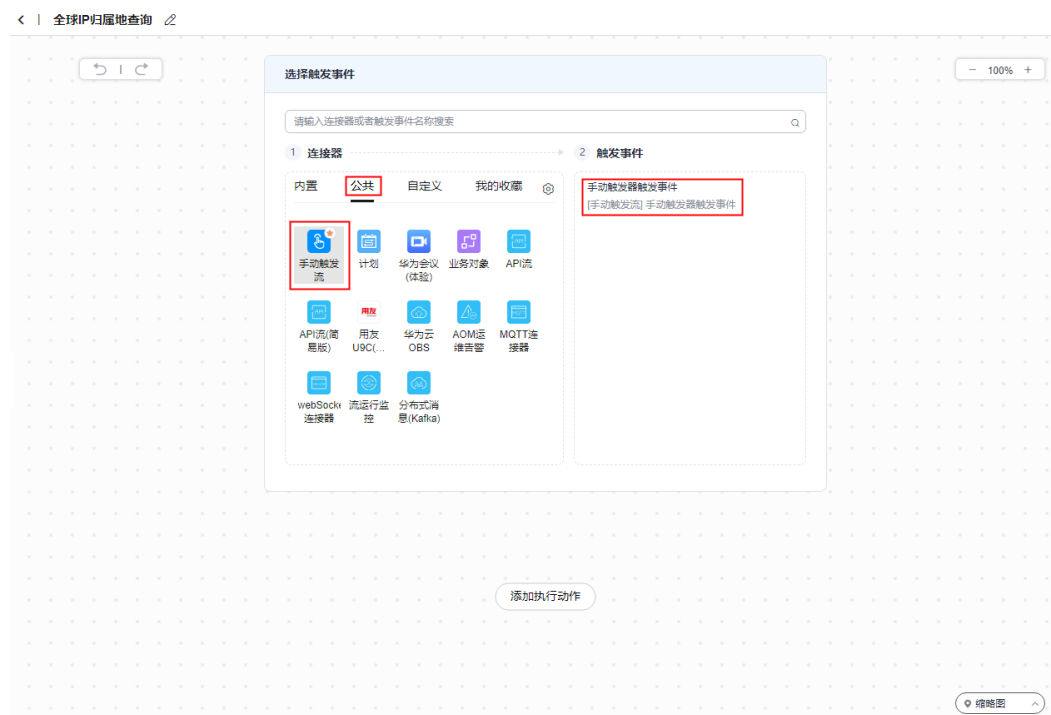 全球IP归属地查询
100%
选择触发事件
请输入连接器或者触发事件名称搜索
1 连接器
2 触发事件
内置 公共 自定义 我的收藏
手动触发器触发事件
[手动触发流] 手动触发器触发事件
手动触发
流
计划
华为会议
(体验)
业务对象
API流
API流(简
易版)
用友
U9C(...
华为云
OBS
AOM运
维告警
MQTT连
接器
webSocke
连接器
流运行监
控
分布式消
息(Kafka)
添加执行动作
缩略图